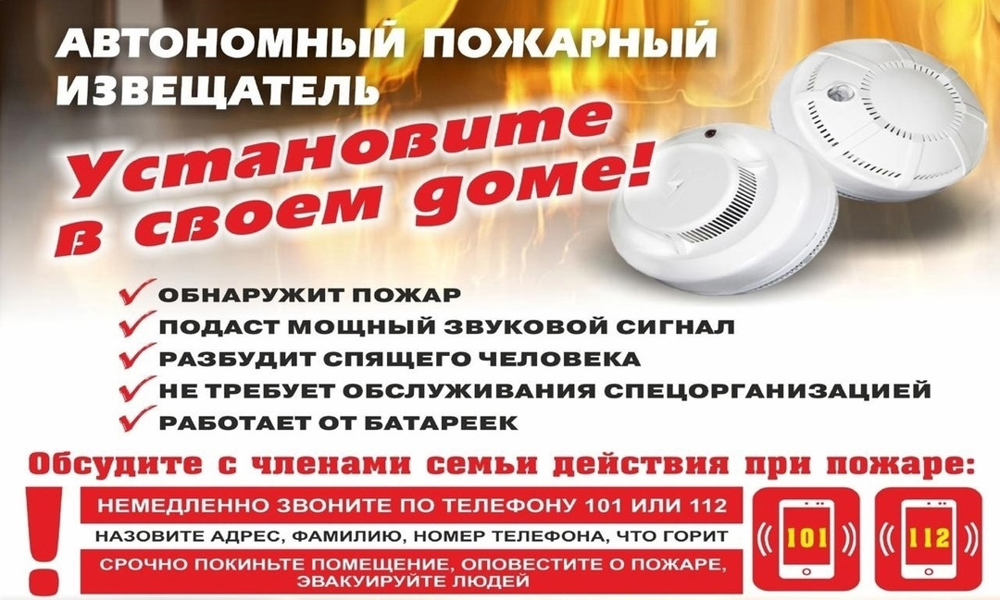 АВТОНОМНЫЙ ПОЖАРНЫЙ
ИЗВЕЩАТЕЛЬ
Установите
в своем доме!
ОБНАРУЖИТ ПОЖАР
ПОДАСТ МОЩНЫЙ ЗВУКОВОЙ СИГНАЛ
РАЗБУДИТ СПЯЩЕГО ЧЕЛОВЕКА
НЕ ТРЕБУЕТ ОБСЛУЖИВАНИЯ СПЕЦОРГАНИЗАЦИЕЙ
РАБОТАЕТ ОТ БАТАРЕЕК
Обсудите с членами семьи действия при пожаре:
! НЕМЕДЛЕННО ЗВОНИТЕ ПО ТЕЛЕФОНУ 101 ИЛИ 112
НАЗОВИТЕ АДРЕС, ФАМИЛИЮ, НОМЕР ТЕЛЕФОНА, ЧТО ГОРИТ
СРОЧНО ПОКИНЬТЕ ПОМЕЩЕНИЕ, ОПОВЕСТИТЕ О ПОЖАРЕ,
ЭВАКУИРУЙТЕ ЛЮДЕЙ
101
112